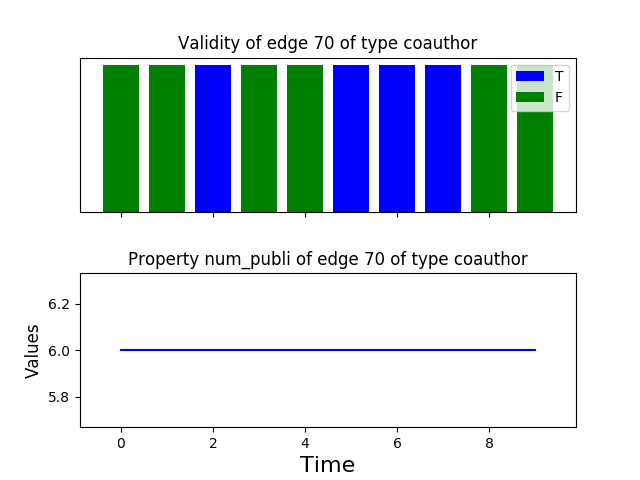 Validity of edge 70 of type coauthor
T
F
Property num_publi of edge 70 of type coauthor
Values
6.2
6.0
5.8
0 2 4 6 8
Time